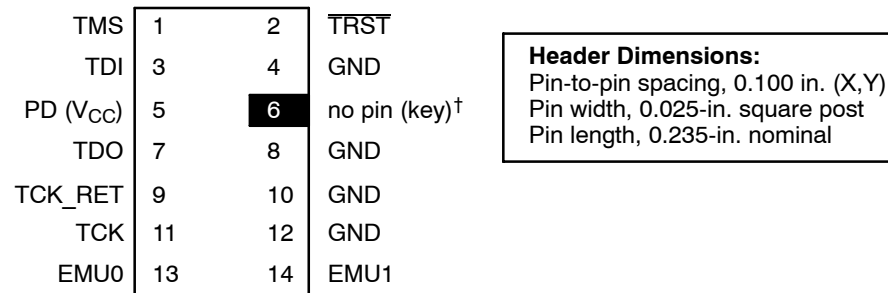 TMS 1 2 TRST
TDI 3 4 GND
PD (VCC) 5 6 no pin (key)†
TDO 7 8 GND
TCK_RET 9 10 GND
TCK 11 12 GND
EMU0 13 14 EMU1
Header Dimensions:
Pin-to-pin spacing, 0.100 in. (X,Y)
Pin width, 0.025-in. square post
Pin length, 0.235-in. nominal